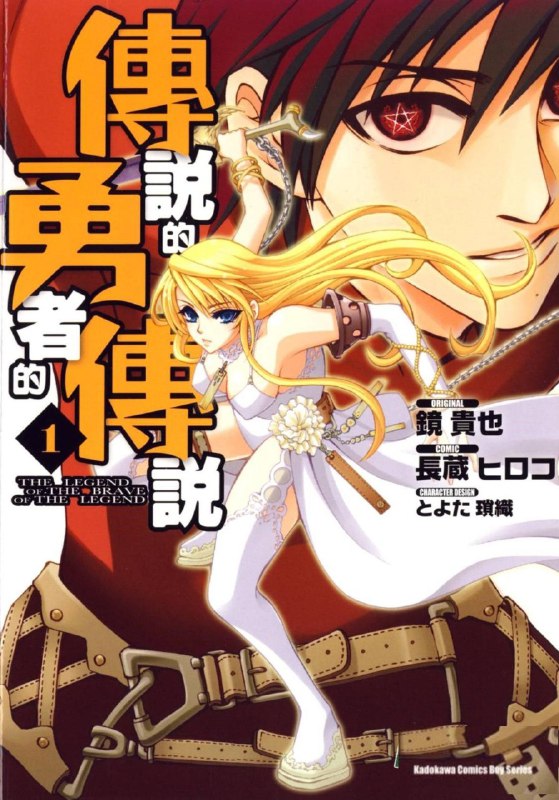 傳說的
勇者的
傳說
1
THE LEGEND
OF THE BRAVE
OF THE LEGEND
ORIGINAL
鏡 貴也
COMIC
長蔵 ヒロコ
CHARACTER DESIGN
とよた 瑣織
Kadokawa Comics Boy Series